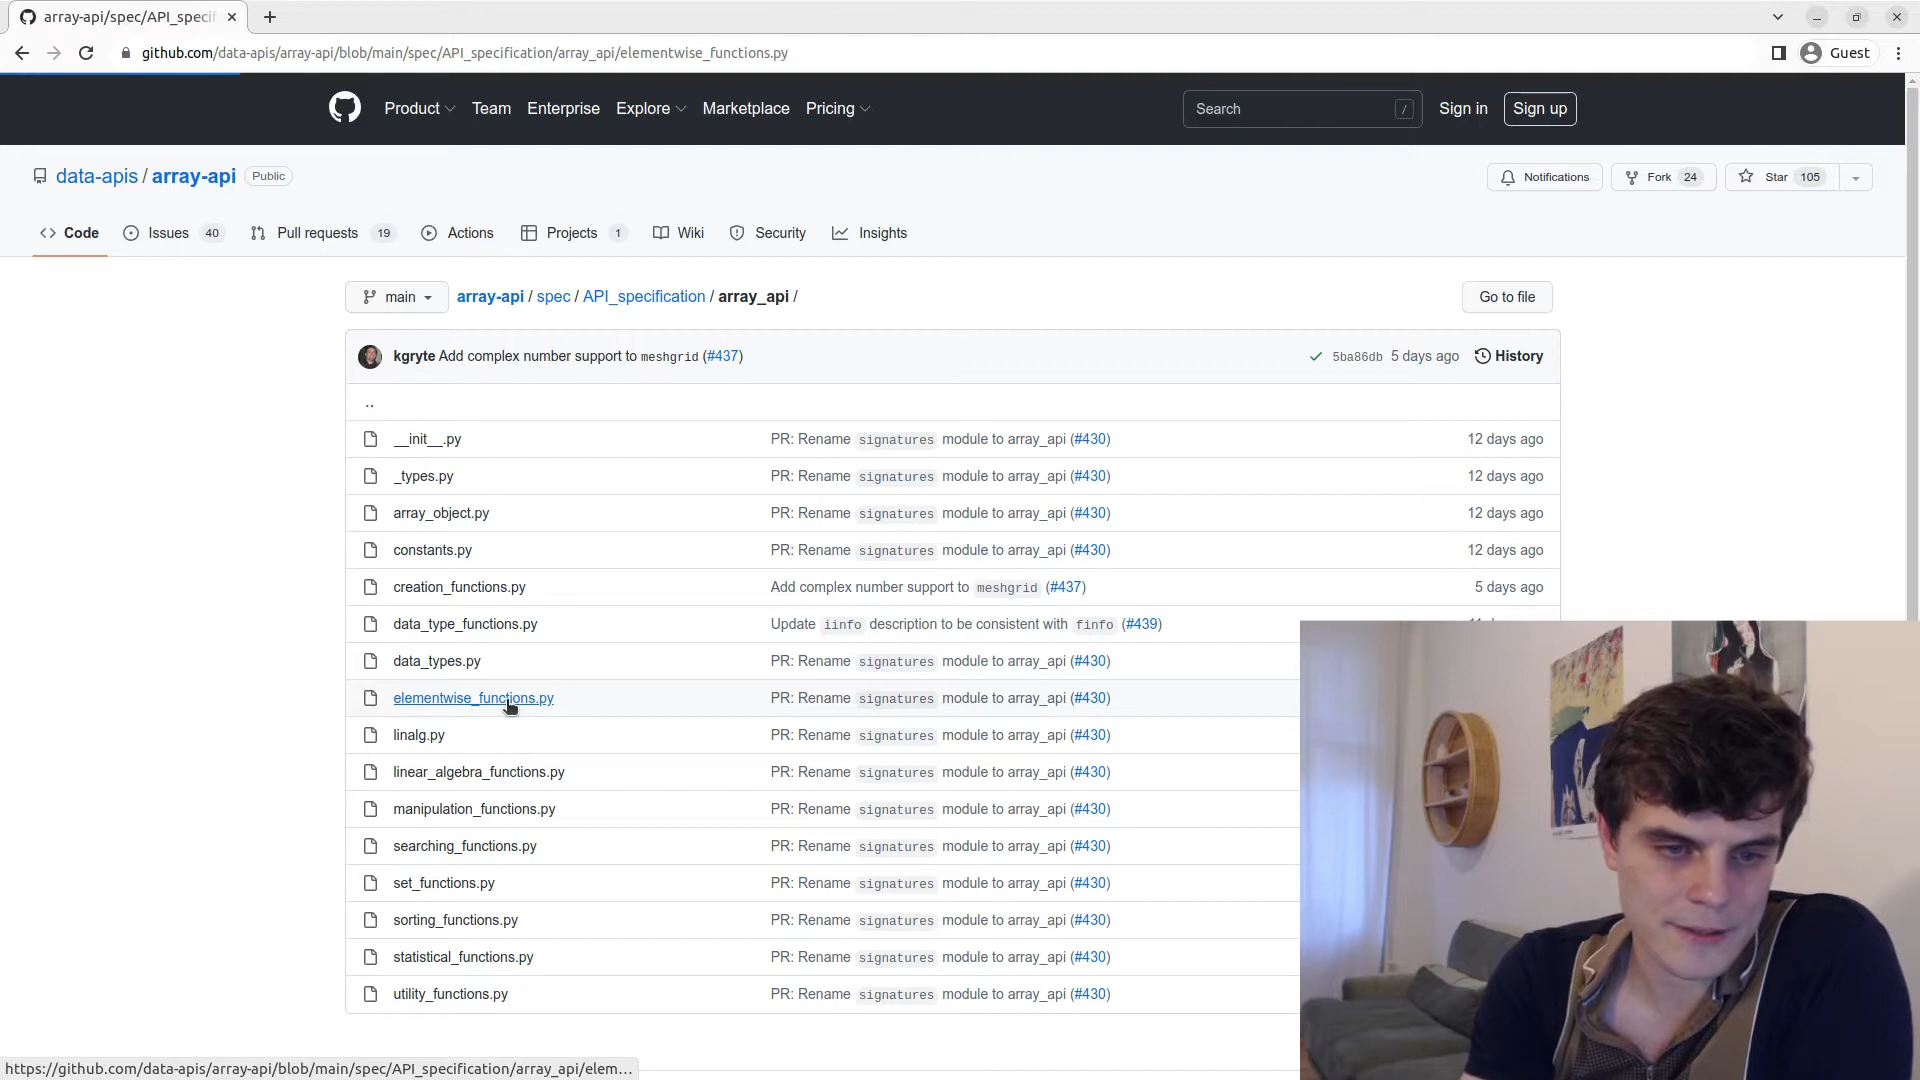 array-api/spec/API_specif
github.com/data-apis/array-api/blob/main/spec/API_specification/array_api/elementwise_functions.py
Guest
Product Team Enterprise Explore Marketplace Pricing
Search /
Sign in Sign up
data-apis / array-api Public
Notifications Fork 24 Star 105
Code Issues 40 Pull requests 19 Actions Projects 1 Wiki Security Insights
main array-api / spec / API_specification / array_api / Go to file
kgryte Add complex number support to meshgrid (#437) 5ba86db 5 days ago History
..
__init__.py PR: Rename signatures module to array_api (#430) 12 days ago
_types.py PR: Rename signatures module to array_api (#430) 12 days ago
array_object.py PR: Rename signatures module to array_api (#430) 12 days ago
constants.py PR: Rename signatures module to array_api (#430) 12 days ago
creation_functions.py Add complex number support to meshgrid (#437) 5 days ago
data_type_functions.py Update iinfo description to be consistent with finfo (#439)
data_types.py PR: Rename signatures module to array_api (#430)
elementwise_functions.py PR: Rename signatures module to array_api (#430)
linalg.py PR: Rename signatures module to array_api (#430)
linear_algebra_functions.py PR: Rename signatures module to array_api (#430)
manipulation_functions.py PR: Rename signatures module to array_api (#430)
searching_functions.py PR: Rename signatures module to array_api (#430)
set_functions.py PR: Rename signatures module to array_api (#430)
sorting_functions.py PR: Rename signatures module to array_api (#430)
statistical_functions.py PR: Rename signatures module to array_api (#430)
utility_functions.py PR: Rename signatures module to array_api (#430)
https://github.com/data-apis/array-api/blob/main/spec/API_specification/array_api/elem…